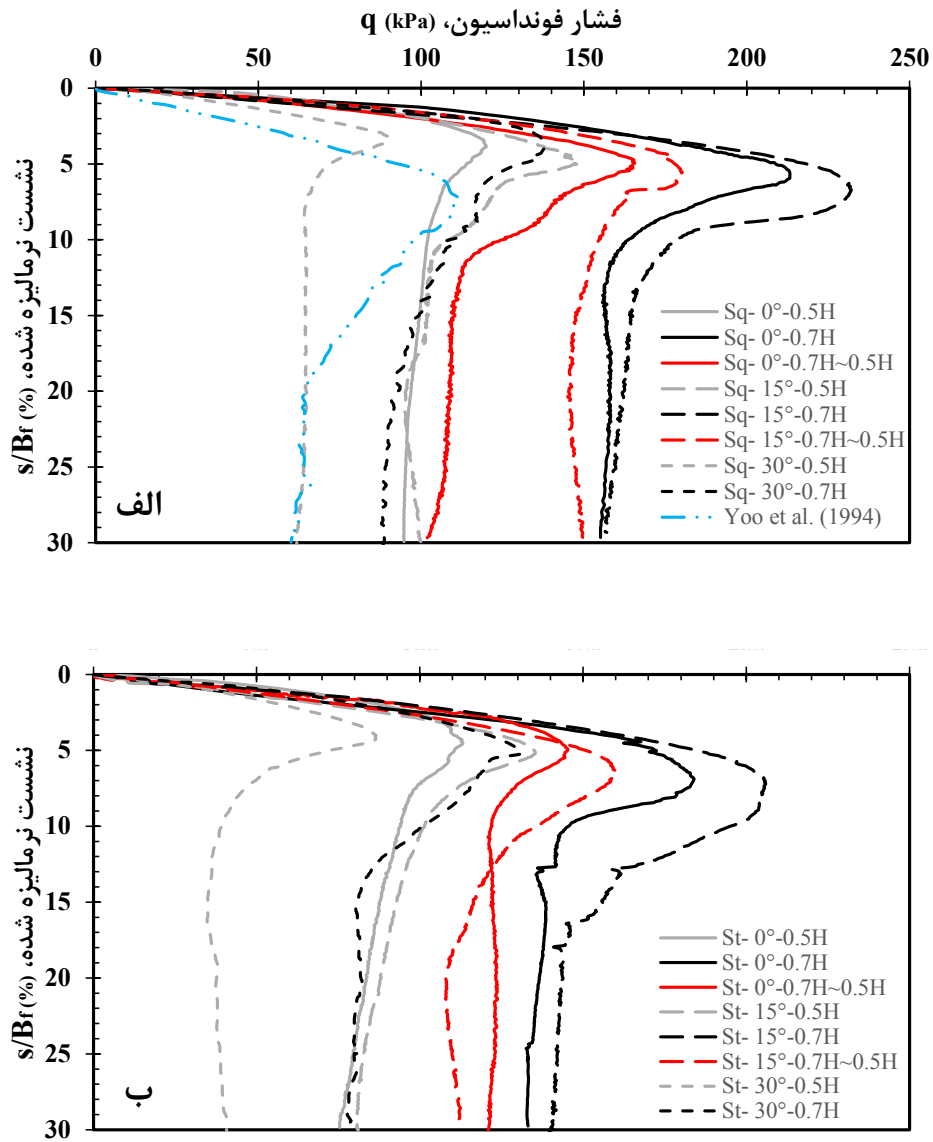 فشار فونداسیون، q (kPa)
0 50 100 150 200 250
0
5
10
15
20
25
30
نشست نرمالیزه شده، s/Bf (%)
Sq- 0°-0.5H
Sq- 0°-0.7H
Sq- 0°-0.7H~0.5H
Sq- 15°-0.5H
Sq- 15°-0.7H
Sq- 15°-0.7H~0.5H
Sq- 30°-0.5H
Sq- 30°-0.7H
Yoo et al. (1994)
الف
0
5
10
15
20
25
30
نشست نرمالیزه شده، s/Bf (%)
St- 0°-0.5H
St- 0°-0.7H
St- 0°-0.7H~0.5H
St- 15°-0.5H
St- 15°-0.7H
St- 15°-0.7H~0.5H
St- 30°-0.5H
St- 30°-0.7H
ب